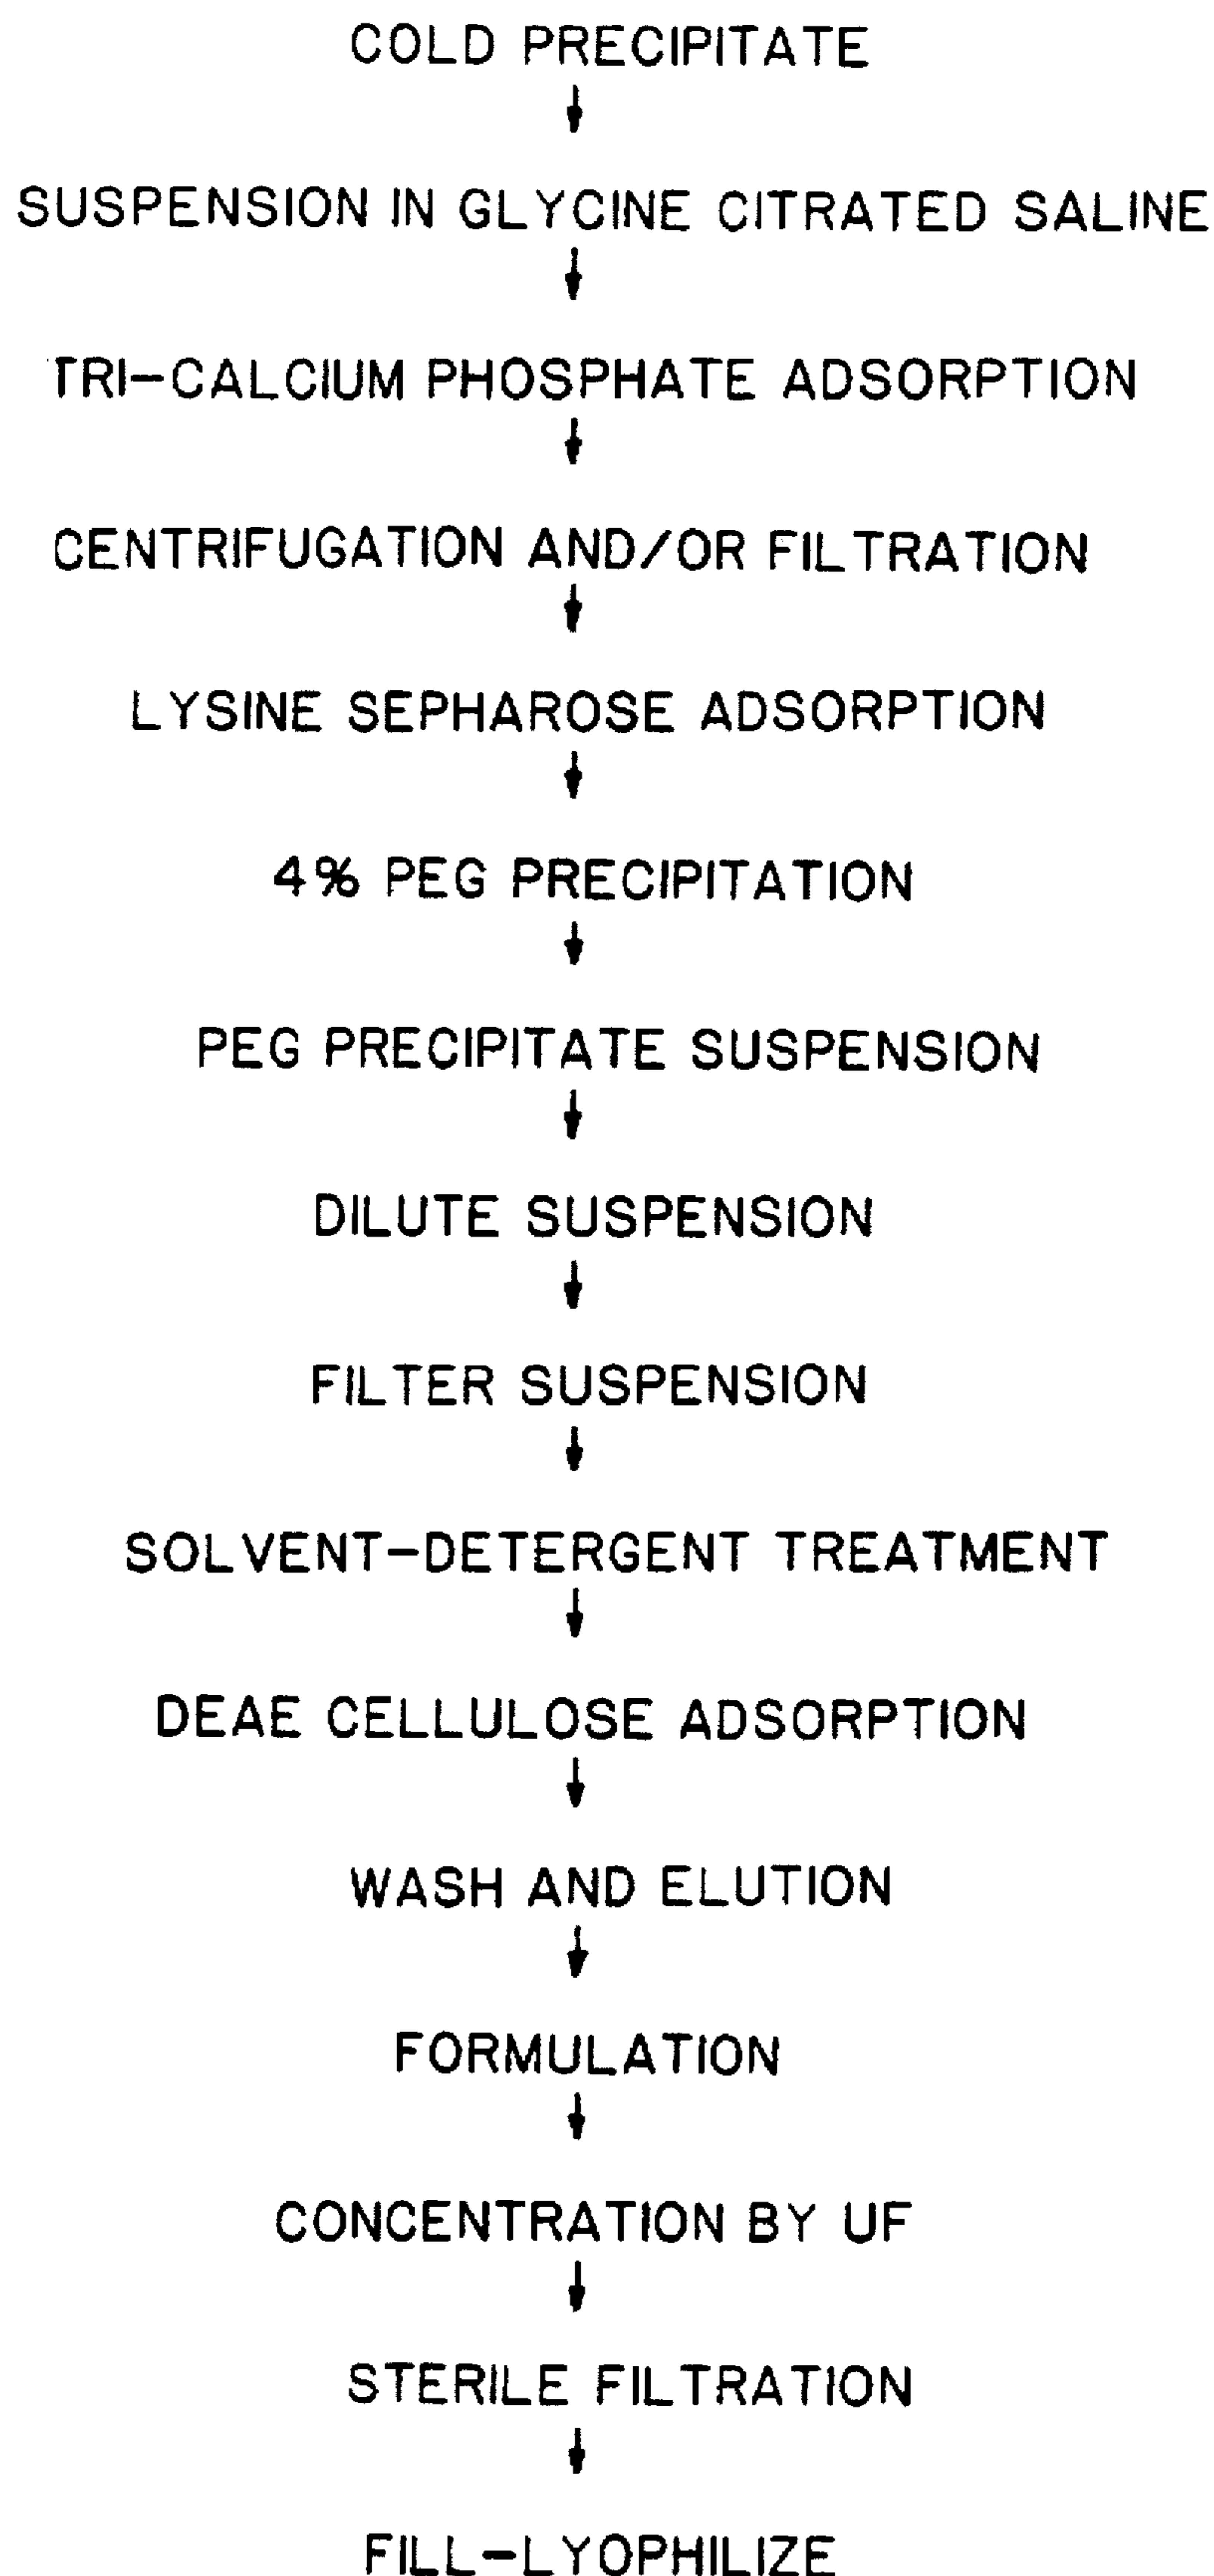 COLD PRECIPITATE
SUSPENSION IN GLYCINE CITRATED SALINE
TRI-CALCIUM PHOSPHATE ADSORPTION
CENTRIFUGATION AND/OR FILTRATION
LYSINE SEPHAROSE ADSORPTION
4% PEG PRECIPITATION
PEG PRECIPITATE SUSPENSION
DILUTE SUSPENSION
FILTER SUSPENSION
SOLVENT-DETERGENT TREATMENT
DEAE CELLULOSE ADSORPTION
WASH AND ELUTION
FORMULATION
CONCENTRATION BY UF
STERILE FILTRATION
FILL-LYOPHILIZE